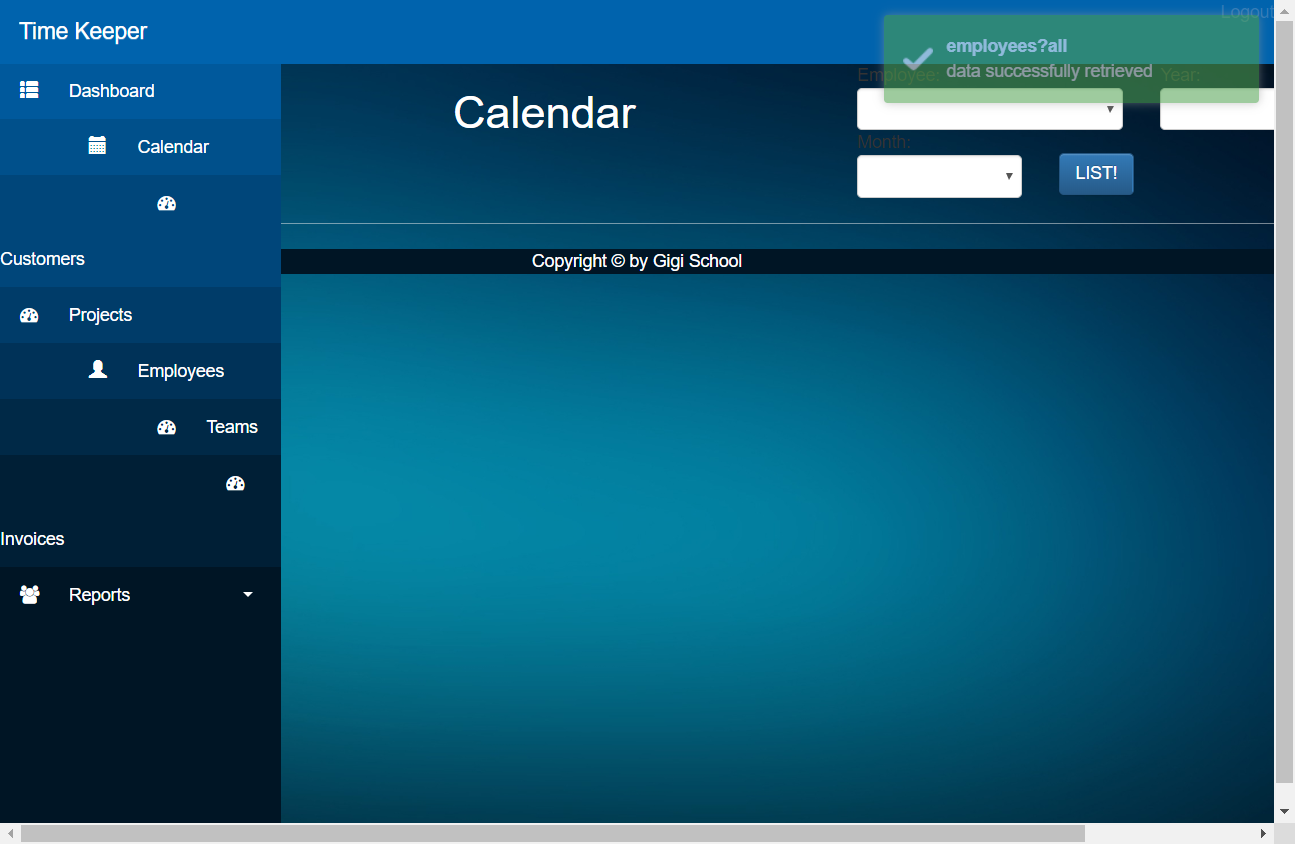 Time Keeper
Logout
employees?all
data successfully retrieved
Dashboard
Calendar
Customers
Projects
Employees
Teams
Invoices
Reports
Calendar
Employee:
Year:
Month:
LIST!
Copyright © by Gigi School